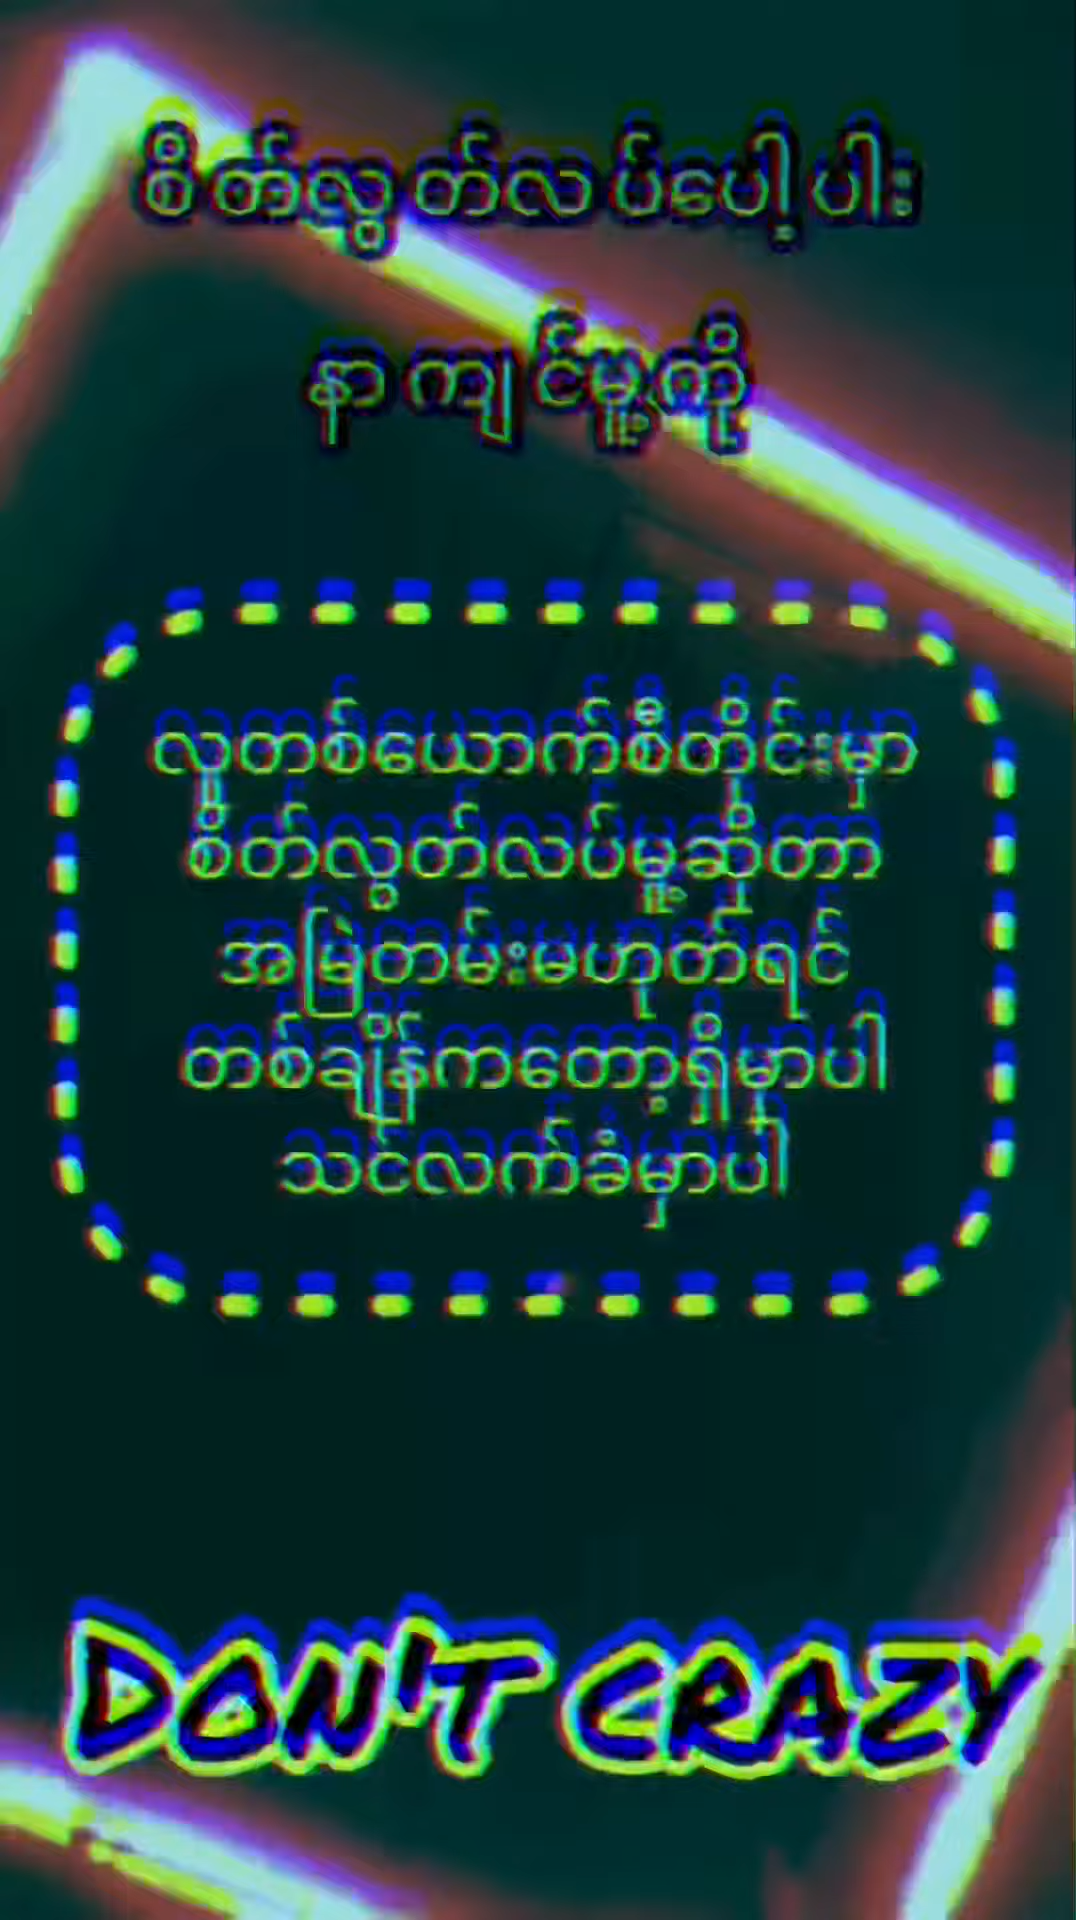 စိတ်လွတ်လပ်ပေါ့ပါး
နာကျင်မူ့ကို
လူတစ်ယောက်စီတိုင်းမှာ
စိတ်လွတ်လပ်မူ့ဆိုတာ
အမြဲတမ်းမဟုတ်ရင်
တစ်ချိန်ကတော့ရှိမှာပါ
သင်လက်ခံမှာပါ
DON'T CRAZY